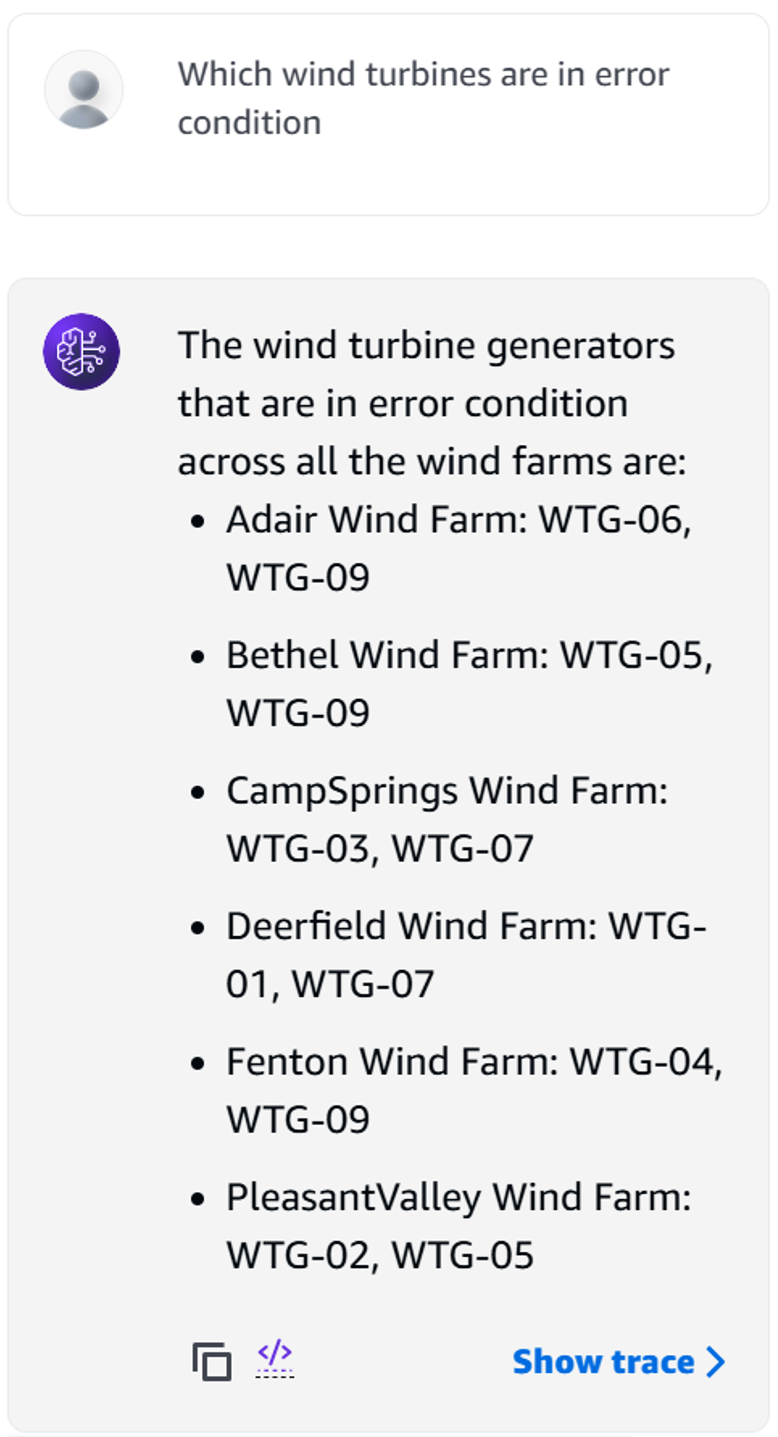 Which wind turbines are in error
condition
The wind turbine generators
that are in error condition
across all the wind farms are:
• Adair Wind Farm: WTG-06,
WTG-09
• Bethel Wind Farm: WTG-05,
WTG-09
• CampSprings Wind Farm:
WTG-03, WTG-07
• Deerfield Wind Farm: WTG-
01, WTG-07
• Fenton Wind Farm: WTG-04,
WTG-09
• PleasantValley Wind Farm:
WTG-02, WTG-05
</> Show trace >